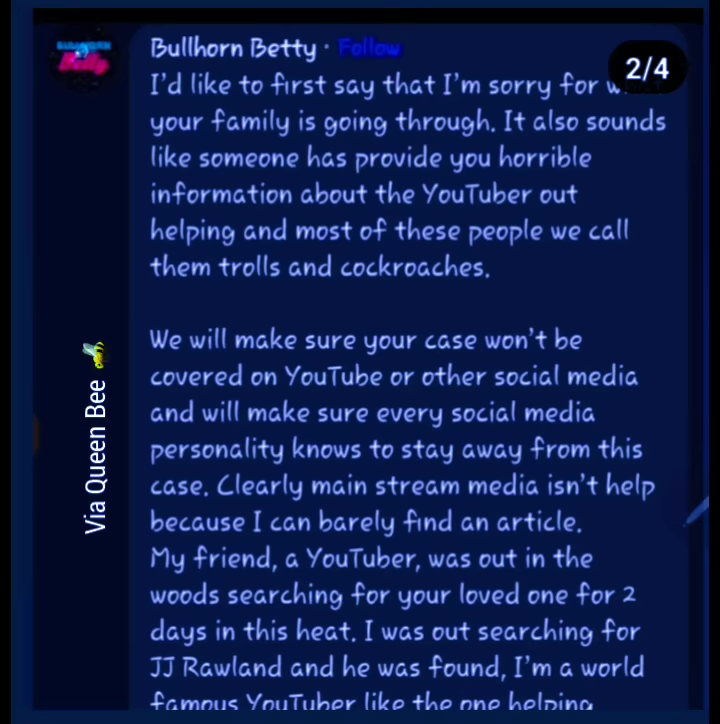 Bullhorn Betty · Follow
2/4
I'd like to first say that I'm sorry for
your family is going through. It also sounds
like someone has provide you horrible
information about the YouTuber out
helping and most of these people we call
them trolls and cockroaches.
We will make sure your case won't be
covered on YouTube or other social media
and will make sure every social media
personality knows to stay away from this
case. Clearly main stream media isn't help
because I can barely find an article.
My friend, a YouTuber, was out in the
woods searching for your loved one for 2
days in this heat. I was out searching for
JJ Rawland and he was found, I'm a world
famous YouTuber like the one helping
Via Queen Bee 🐝